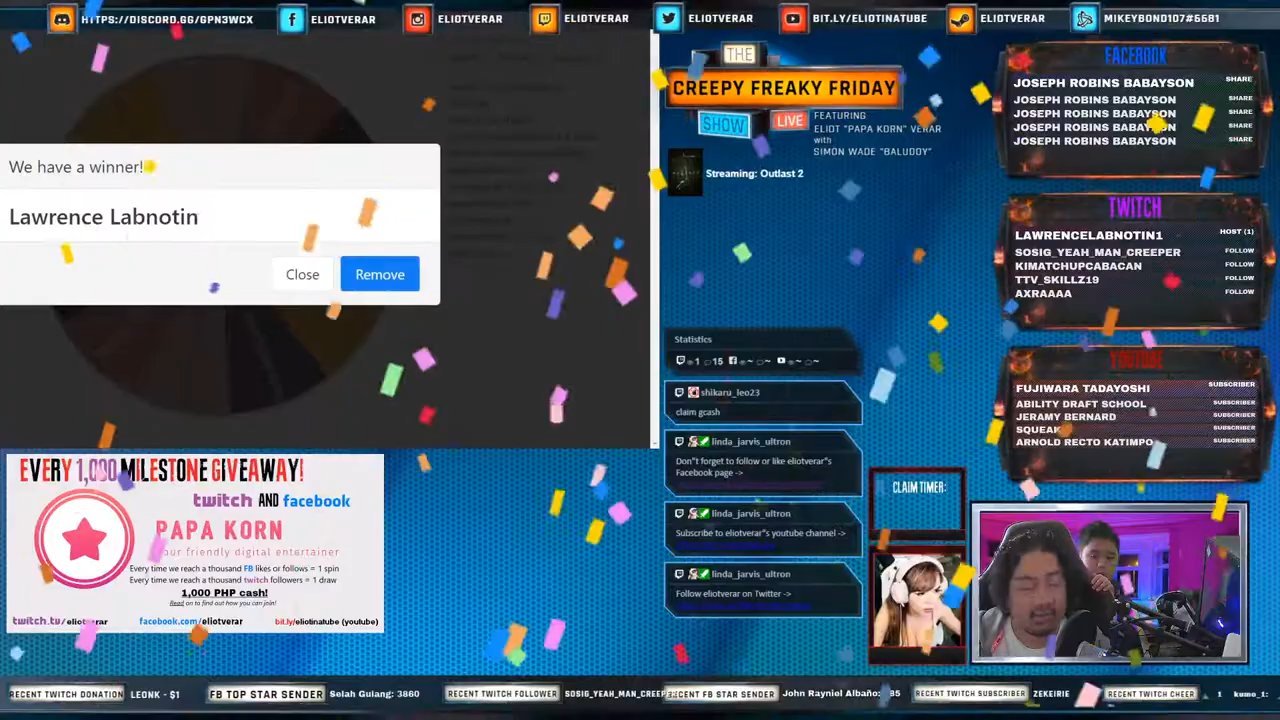 HTTPS://DISCORD.GG/GPN3WCX
ELIOTVERAR
ELIOTVERAR
ELIOTVERAR
ELIOTVERAR
BIT.LY/ELIOTINATUBE
ELIOTVERAR
MIKEYBOND107#6681
We have a winner!
Lawrence Labnotin
Close
Remove
THE
CREEPY FREAKY FRIDAY
SHOW
LIVE
FEATURING
ELIOT "PAPA KORN" VERAR
with
SIMON WADE "BALUDDY"
Streaming: Outlast 2
FACEBOOK
JOSEPH ROBINS BABAYSON SHARE
JOSEPH ROBINS BABAYSON SHARE
JOSEPH ROBINS BABAYSON SHARE
JOSEPH ROBINS BABAYSON SHARE
JOSEPH ROBINS BABAYSON SHARE
TWITCH
LAWRENCELABNOTIN1 HOST (1)
SOSIG_YEAH_MAN_CREEPER FOLLOW
KIMATCHUPCABACAN FOLLOW
TTV_SKILLZ19 FOLLOW
AXRAAAA FOLLOW
YOUTUBE
FUJIWARA TADAYOSHI SUBSCRIBER
ABILITY DRAFT SCHOOL SUBSCRIBER
JERAMY BERNARD SUBSCRIBER
SQUEAK SUBSCRIBER
ARNOLD RECTO KATIMPO SUBSCRIBER
Statistics
1 15 ~ ~ ~ ~
shikaru_leo23
claim gcash
linda_jarvis_ultron
Don"t forget to follow or like eliotverar"s
Facebook page ->
linda_jarvis_ultron
Subscribe to eliotverar"s youtube channel ->
linda_jarvis_ultron
Follow eliotverar on Twitter ->
CLAIM TIMER:
EVERY 1,000 MILESTONE GIVEAWAY!
twitch AND facebook
PAPA KORN
your friendly digital entertainer
Every time we reach a thousand FB likes or follows = 1 spin
Every time we reach a thousand twitch followers = 1 draw
1,000 PHP cash!
Read on to find out how you can join!
twitch.tv/eliotverar
facebook.com/eliotverar
bit.ly/eliotinatube (youtube)
RECENT TWITCH DONATION LEONK - $1
FB TOP STAR SENDER Selah Guiang: 3860
RECENT TWITCH FOLLOWER SOSIG_YEAH_MAN_CREEP
RECENT FB STAR SENDER John Rayniel Albaño:
RECENT TWITCH SUBSCRIBER ZEKEIRIE
RECENT TWITCH CHEER 1 kumo_1: